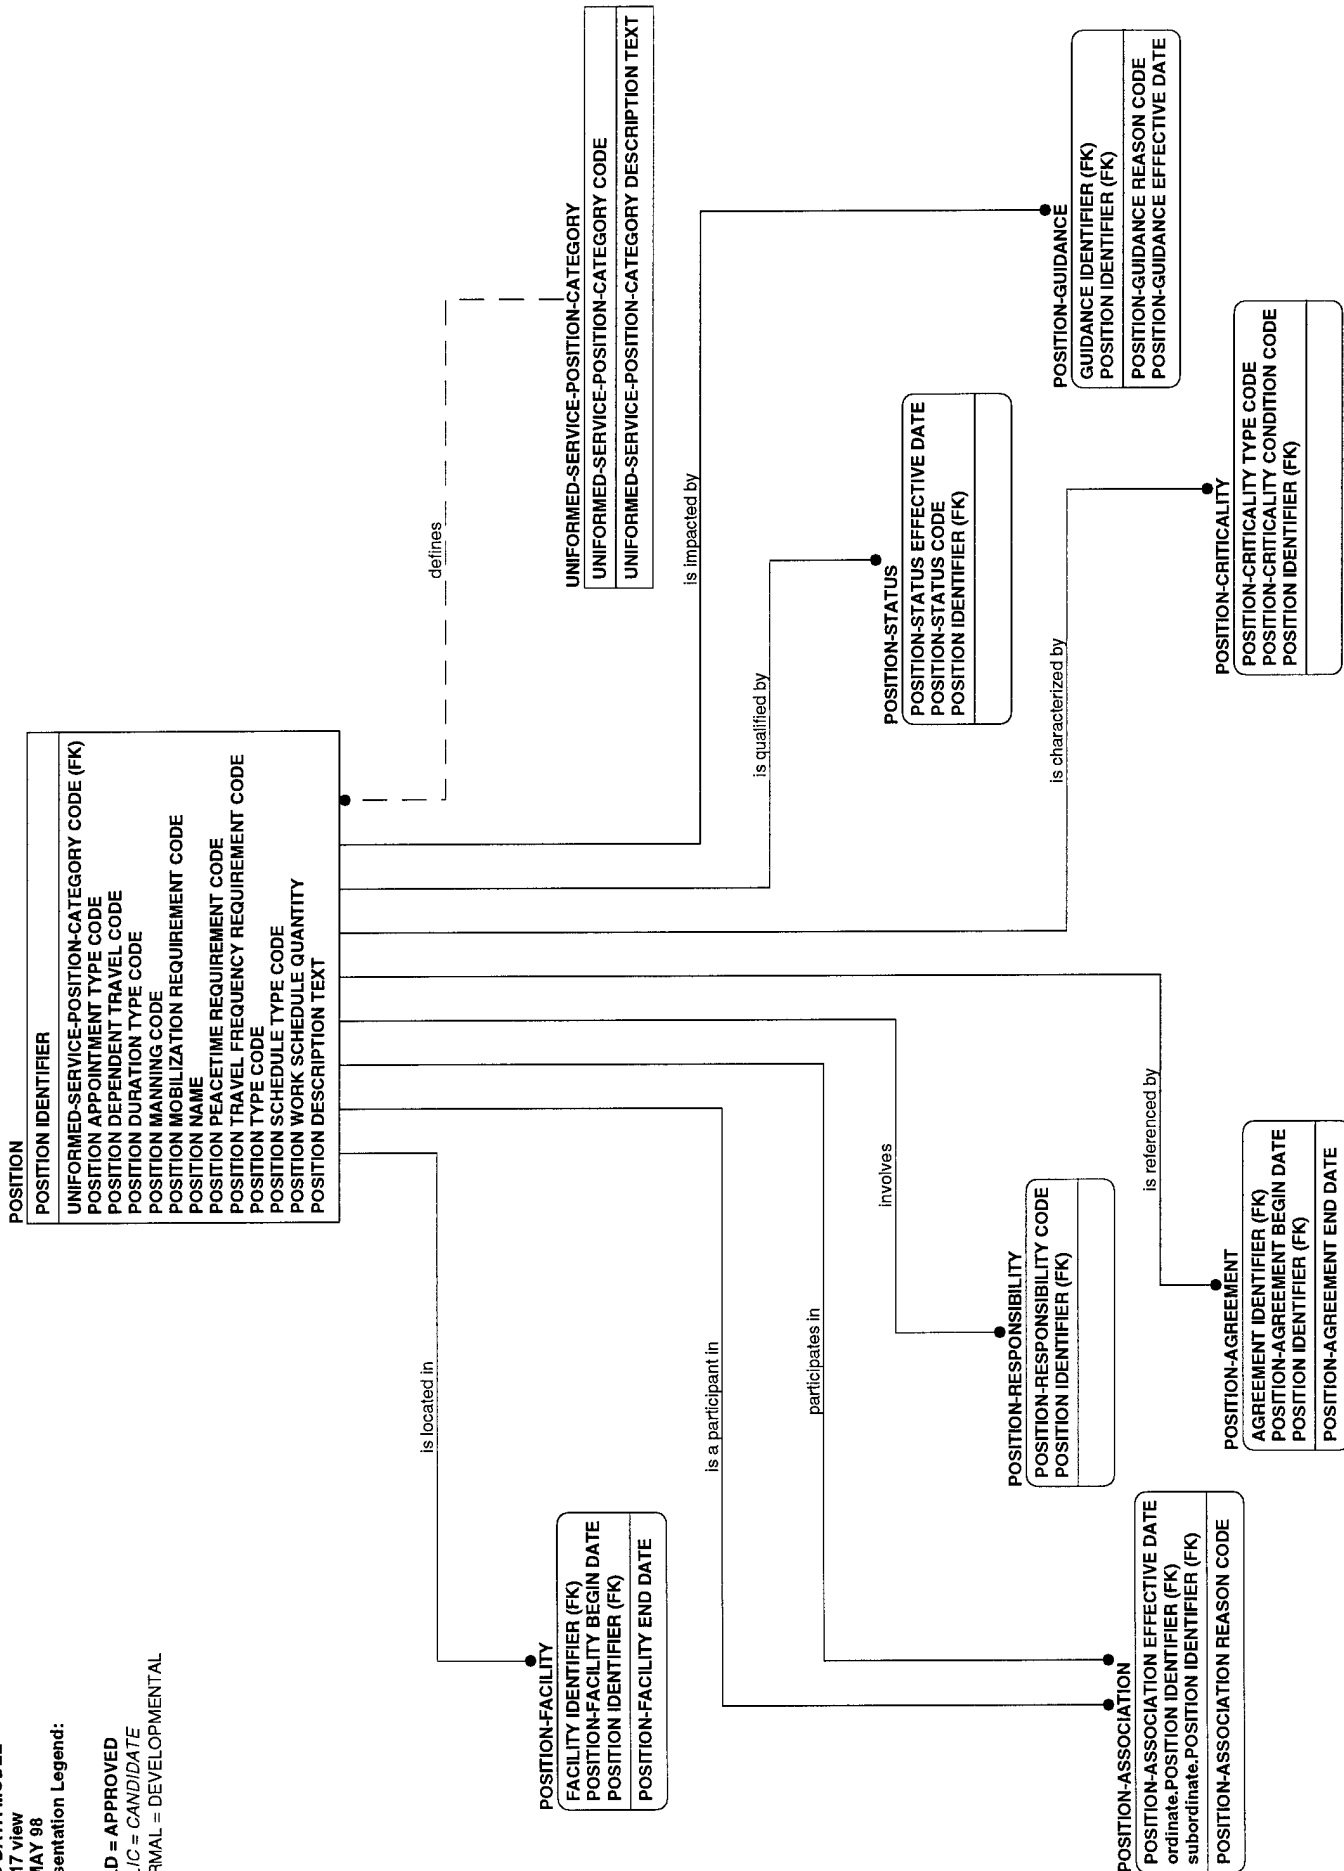 17 view
MAY 98
sentation Legend:
D = APPROVED
LIC = CANDIDATE
RMAL = DEVELOPMENTAL
POSITION
POSITION IDENTIFIER
UNIFORMED-SERVICE-POSITION-CATEGORY CODE (FK)
POSITION APPOINTMENT TYPE CODE
POSITION DEPENDENT TRAVEL CODE
POSITION DURATION TYPE CODE
POSITION MANNING CODE
POSITION MOBILIZATION REQUIREMENT CODE
POSITION NAME
POSITION PEACETIME REQUIREMENT CODE
POSITION TRAVEL FREQUENCY REQUIREMENT CODE
POSITION TYPE CODE
POSITION SCHEDULE TYPE CODE
POSITION WORK SCHEDULE QUANTITY
POSITION DESCRIPTION TEXT
is located in
defines
POSITION-FACILITY
FACILITY IDENTIFIER (FK)
POSITION-FACILITY BEGIN DATE
POSITION IDENTIFIER (FK)
POSITION-FACILITY END DATE
UNIFORMED-SERVICE-POSITION-CATEGORY
UNIFORMED-SERVICE-POSITION-CATEGORY CODE
UNIFORMED-SERVICE-POSITION-CATEGORY DESCRIPTION TEXT
is a participant in
is impacted by
is qualified by
participates in
involves
POSITION-STATUS
POSITION-STATUS EFFECTIVE DATE
POSITION-STATUS CODE
POSITION IDENTIFIER (FK)
POSITION-RESPONSIBILITY
POSITION-RESPONSIBILITY CODE
POSITION IDENTIFIER (FK)
is characterized by
POSITION-GUIDANCE
GUIDANCE IDENTIFIER (FK)
POSITION IDENTIFIER (FK)
POSITION-GUIDANCE REASON CODE
POSITION-GUIDANCE EFFECTIVE DATE
POSITION-ASSOCIATION
POSITION-ASSOCIATION EFFECTIVE DATE
ordinate.POSITION IDENTIFIER (FK)
subordinate.POSITION IDENTIFIER (FK)
POSITION-ASSOCIATION REASON CODE
is referenced by
POSITION-AGREEMENT
AGREEMENT IDENTIFIER (FK)
POSITION-AGREEMENT BEGIN DATE
POSITION IDENTIFIER (FK)
POSITION-AGREEMENT END DATE
POSITION-CRITICALITY
POSITION-CRITICALITY TYPE CODE
POSITION-CRITICALITY CONDITION CODE
POSITION IDENTIFIER (FK)